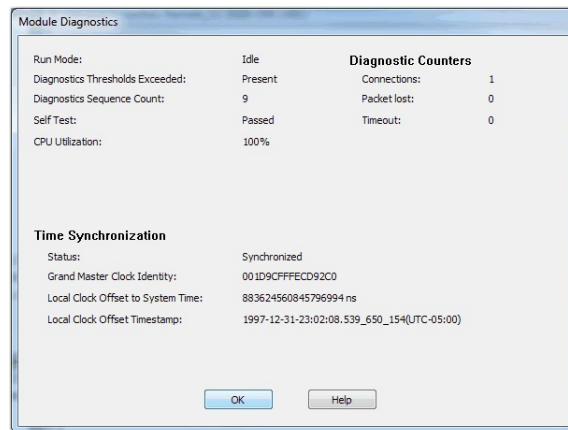 Module Diagnostics
Run Mode: Idle
Diagnostics Thresholds Exceeded: Present
Diagnostics Sequence Count: 9
Self Test: Passed
CPU Utilization: 100%
Diagnostic Counters
Connections: 1
Packet lost: 0
Timeout: 0
Time Synchronization
Status: Synchronized
Grand Master Clock Identity: 001D9CFFFECD92C0
Local Clock Offset to System Time: 883624560845796994 ns
Local Clock Offset Timestamp: 1997-12-31-23:02:08.539_650_154(UTC-05:00)
OK Help